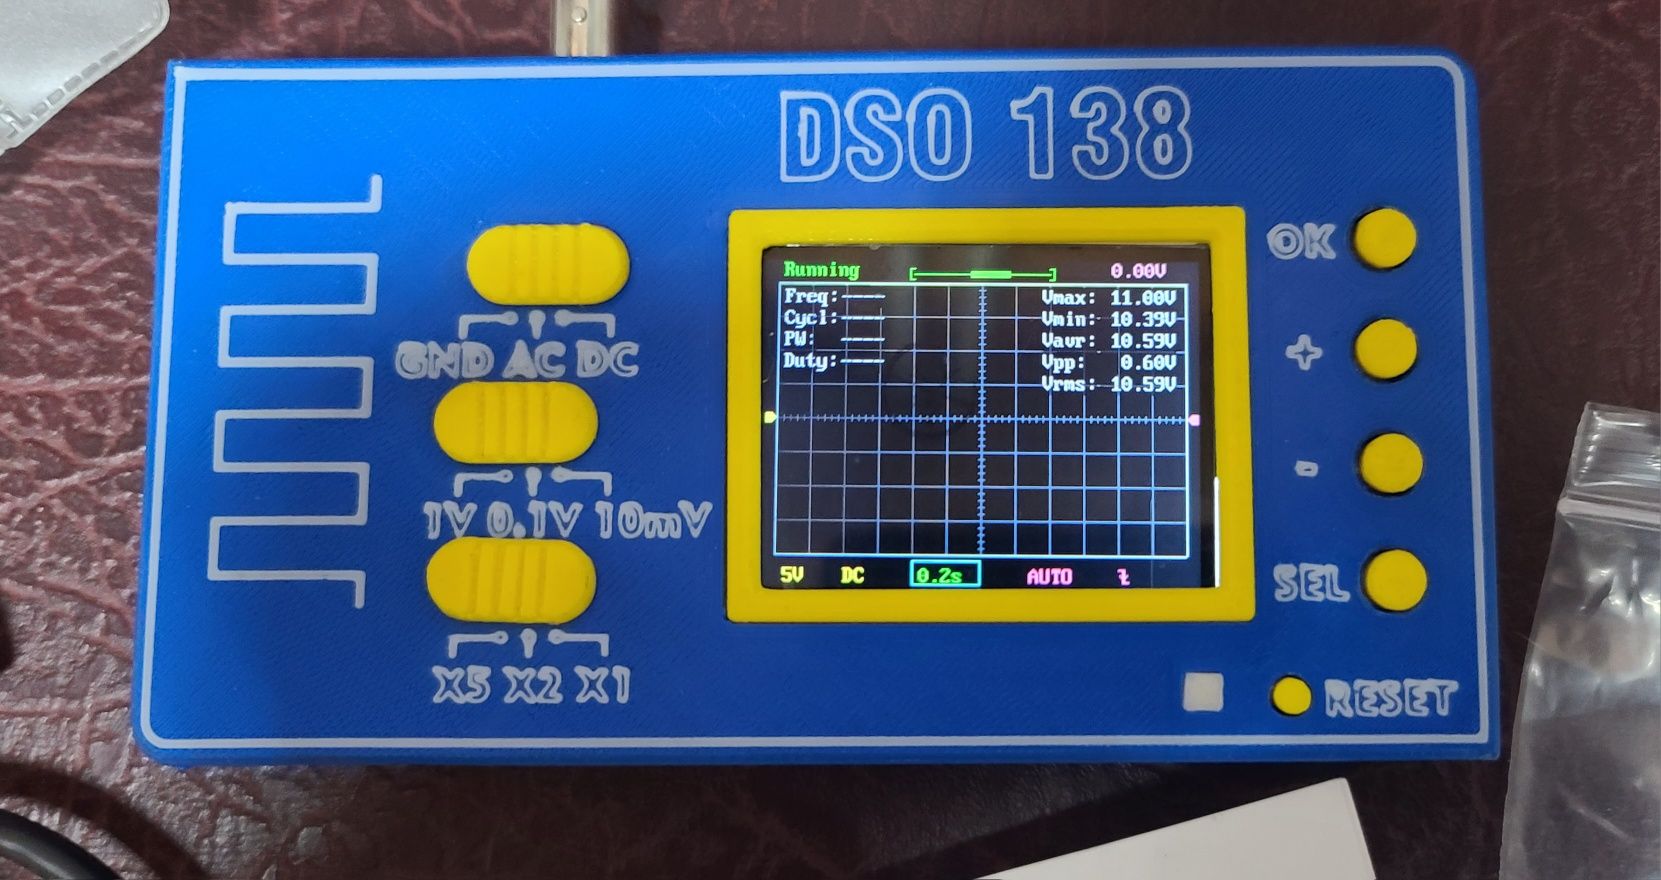 DSO 138
GND AC DC
1V 0.1V 10mV
X5 X2 X1
Running 0.00V
Freq:---- Vmax: 11.00V
Cycl:---- Vmin: 10.39V
PW: ---- Vavr: 10.59V
Duty:---- Vpp: 0.60V
Vrms: 10.59V
5V DC 0.2s AUTO
OK
+
-
SEL
RESET